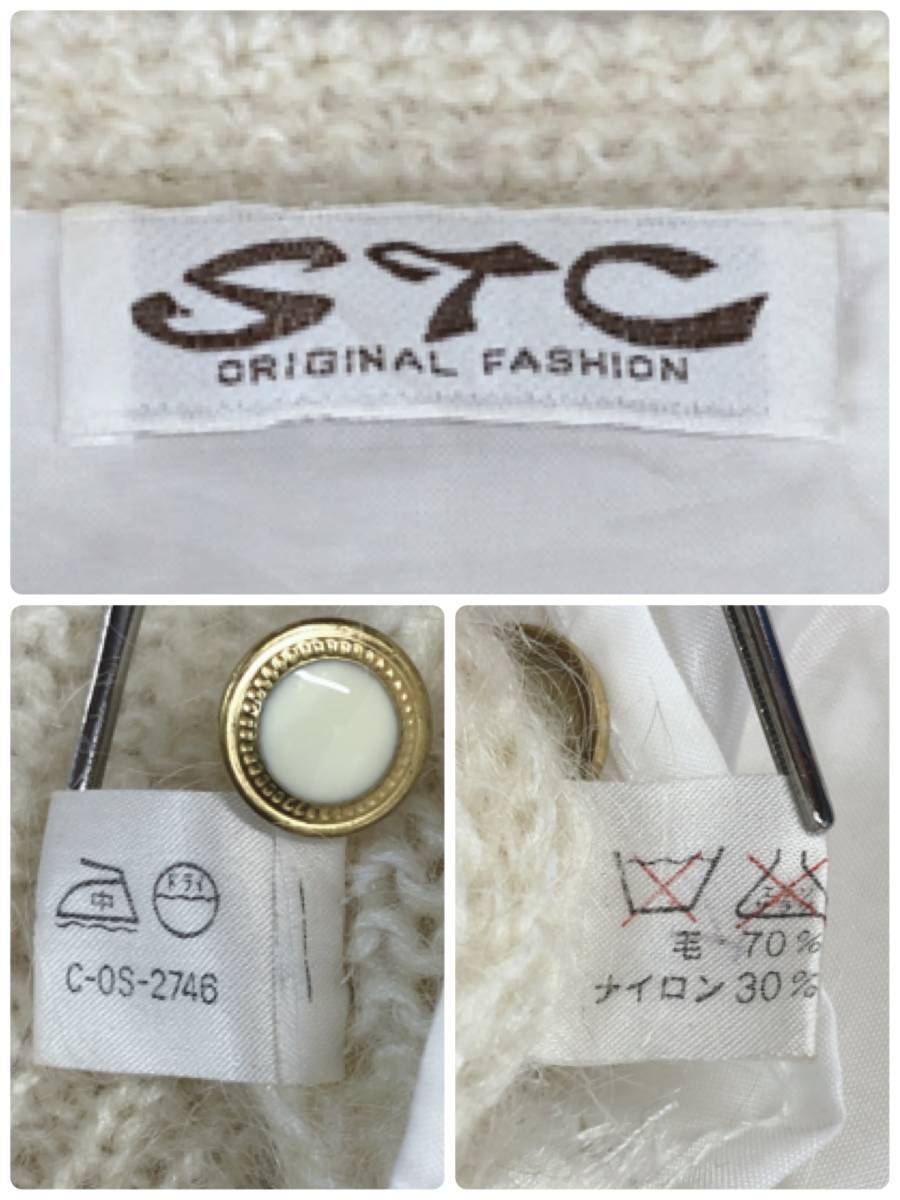 STC
ORIGINAL FASHION
中 ドライ
C-OS-2746
毛 70%
ナイロン 30%